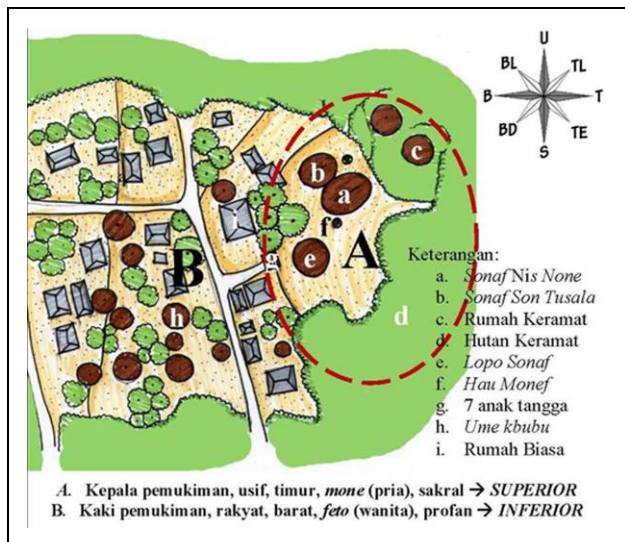 U
BL
TL
B
T
BD
TE
S
b
c
a
i
f
A
e
g
B
h
d
Keterangan:
a. Sonaf Nis None
b. Sonaf Son Tusala
c. Rumah Keramat
d. Hutan Keramat
e. Lopo Sonaf
f. Hau Monef
g. 7 anak tangga
h. Ume kbubu
i. Rumah Biasa
A. Kepala pemukiman, usif, timur, mone (pria), sakral → SUPERIOR
B. Kaki pemukiman, rakyat, barat, feto (wanita), profan → INFERIOR